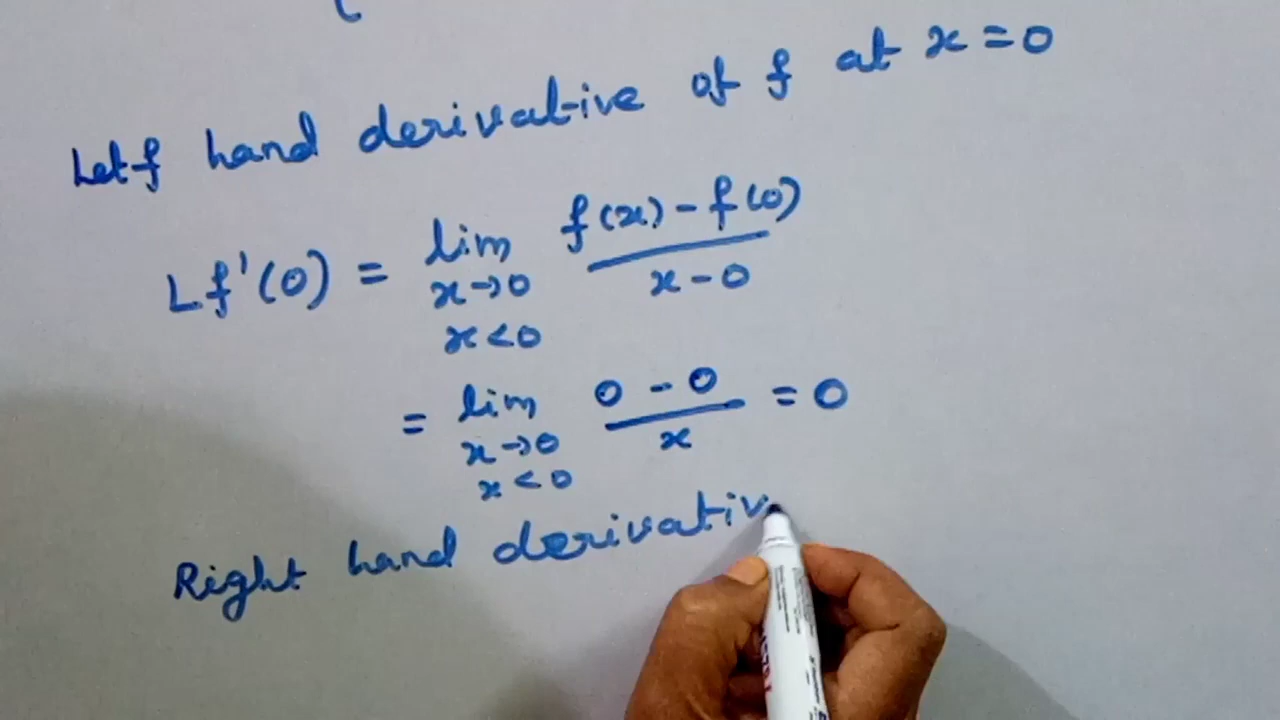 Left hand derivative of f at x = 0
Lf'(0) = lim f(x) - f(0)
x→0 x - 0
x < 0
= lim 0 - 0 = 0
x→0 x
x < 0
Right hand derivativ